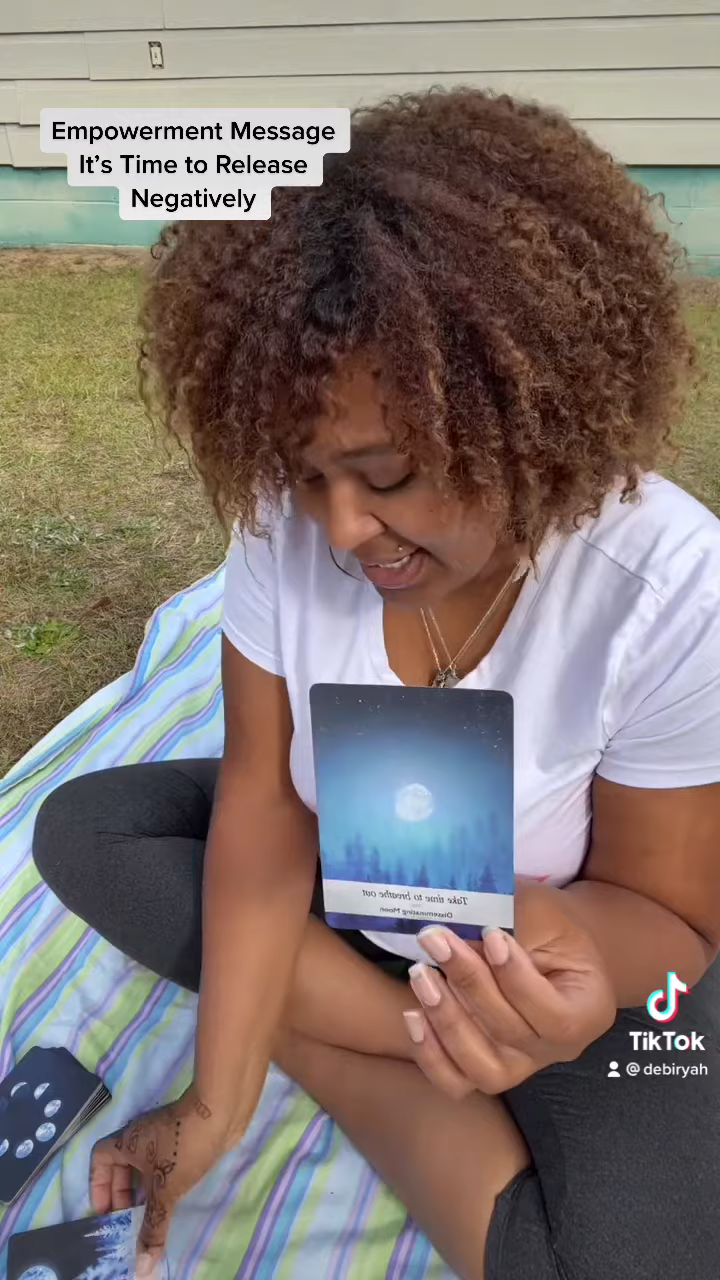 Empowerment Message
It’s Time to Release
Negatively
Take time to breathe out
Disseminating Moon
TikTok
@ debiryah